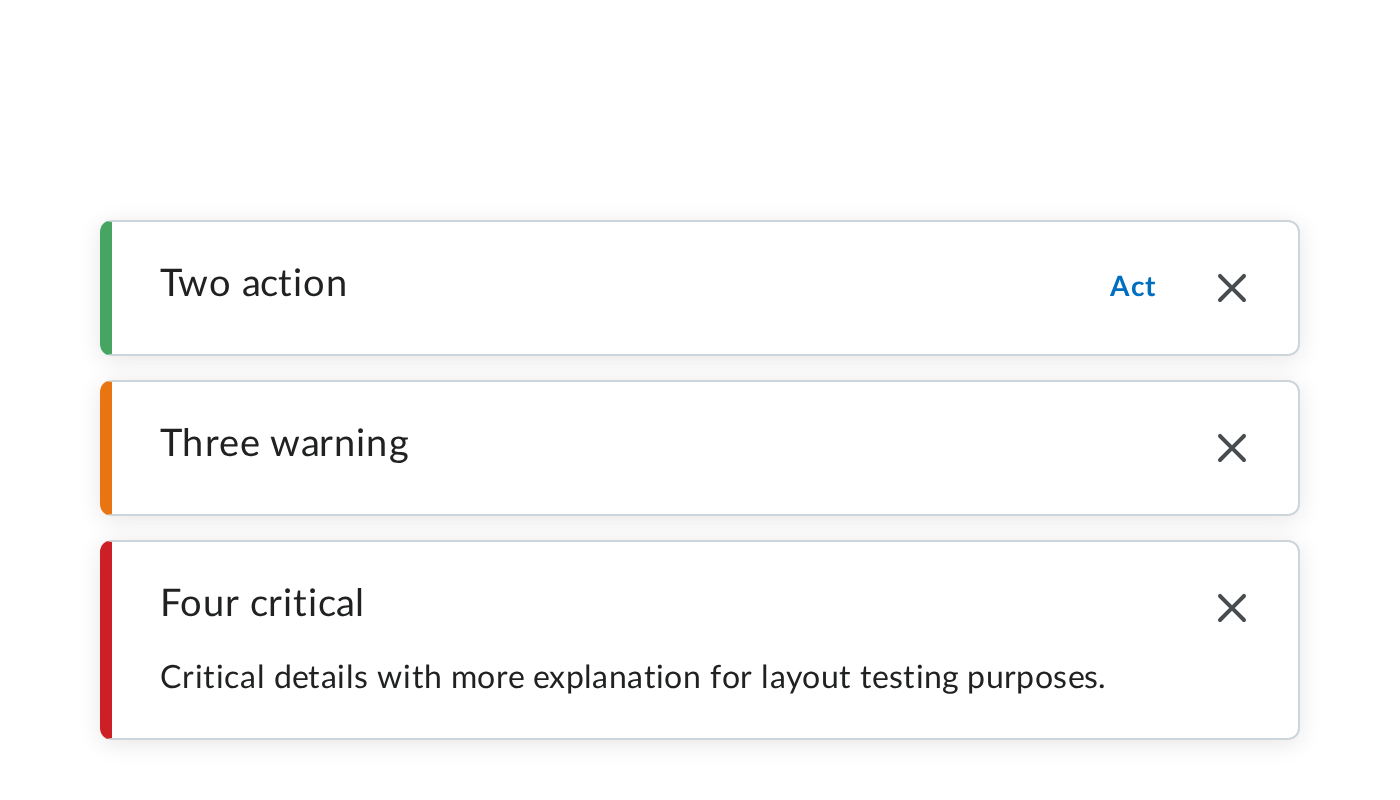 Two action
Act
Three warning
Four critical
Critical details with more explanation for layout testing purposes.